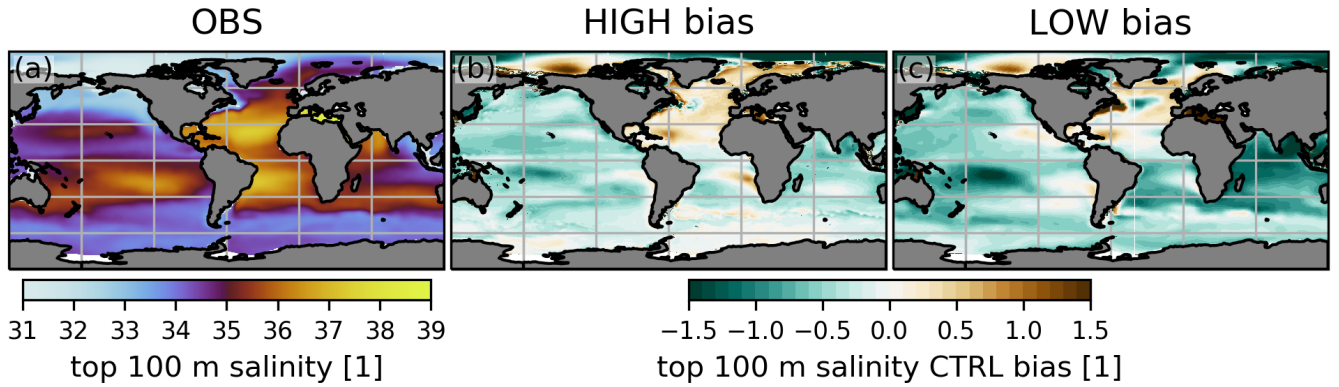 OBS
HIGH bias
LOW bias
(a)
(b)
(c)
31 32 33 34 35 36 37 38 39
−1.5 −1.0 −0.5 0.0 0.5 1.0 1.5
top 100 m salinity [1]
top 100 m salinity CTRL bias [1]